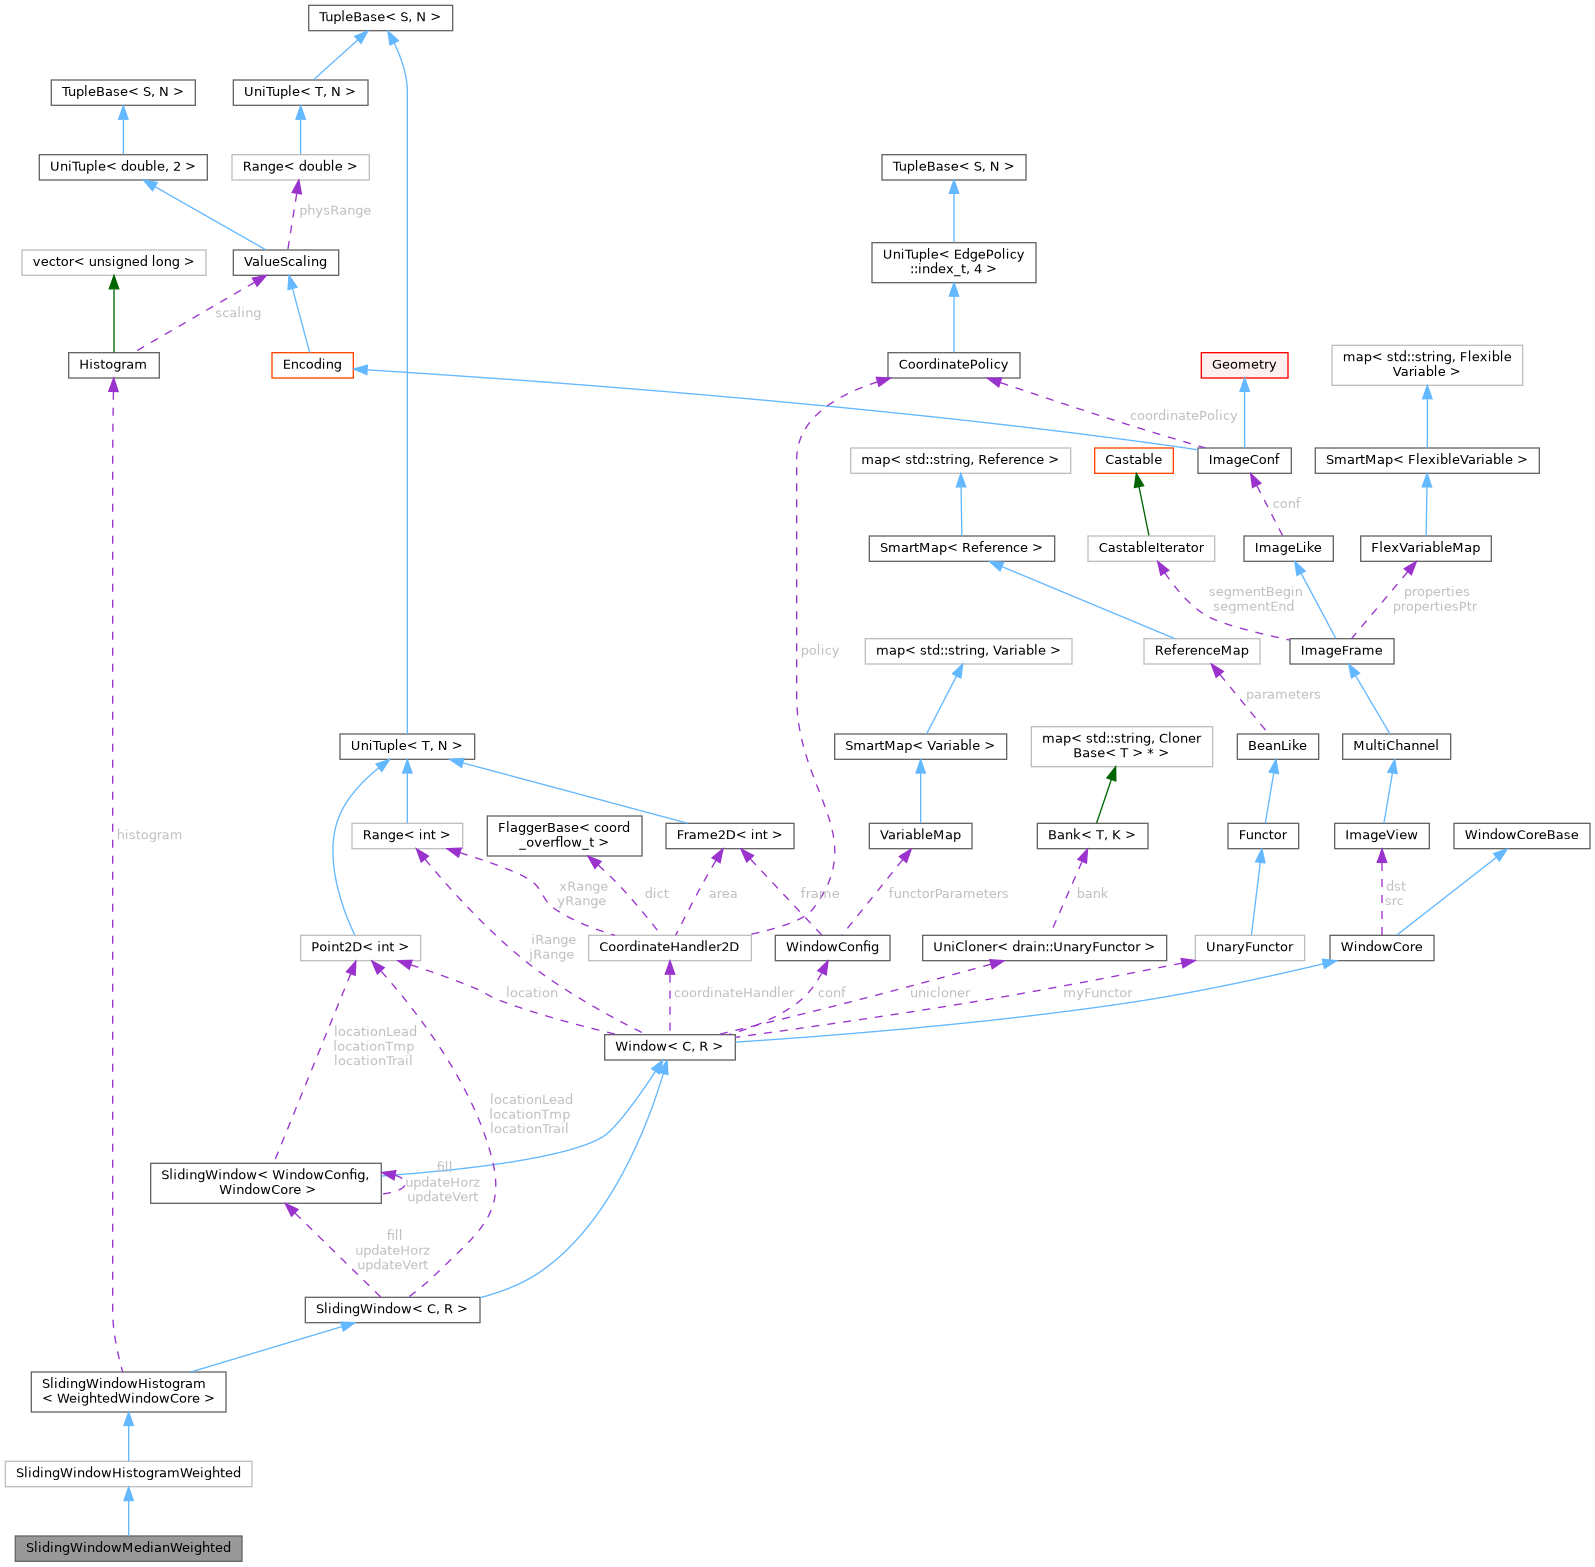 TupleBase< S, N >
TupleBase< S, N >
UniTuple< T, N >
UniTuple< double, 2 >
Range< double >
TupleBase< S, N >
physRange
vector< unsigned long >
ValueScaling
UniTuple< EdgePolicy
::index_t, 4 >
scaling
Histogram
Encoding
CoordinatePolicy
Geometry
map< std::string, Flexible
Variable >
coordinatePolicy
map< std::string, Reference >
Castable
ImageConf
SmartMap< FlexibleVariable >
conf
SmartMap< Reference >
CastableIterator
ImageLike
FlexVariableMap
segmentBegin
segmentEnd
properties
propertiesPtr
policy
map< std::string, Variable >
ReferenceMap
ImageFrame
parameters
UniTuple< T, N >
SmartMap< Variable >
map< std::string, Cloner
Base< T > * >
BeanLike
MultiChannel
histogram
Range< int >
FlaggerBase< coord
_overflow_t >
Frame2D< int >
VariableMap
Bank< T, K >
Functor
ImageView
WindowCoreBase
xRange
yRange
dict
area
frame
functorParameters
bank
dst
src
Point2D< int >
iRange
jRange
CoordinateHandler2D
WindowConfig
UniCloner< drain::UnaryFunctor >
UnaryFunctor
WindowCore
location
coordinateHandler
conf
unicloner
myFunctor
locationLead
locationTmp
locationTrail
Window< C, R >
locationLead
locationTmp
locationTrail
SlidingWindow< WindowConfig,
WindowCore >
fill
updateHorz
updateVert
fill
updateHorz
updateVert
SlidingWindow< C, R >
SlidingWindowHistogram
< WeightedWindowCore >
SlidingWindowHistogramWeighted
SlidingWindowMedianWeighted